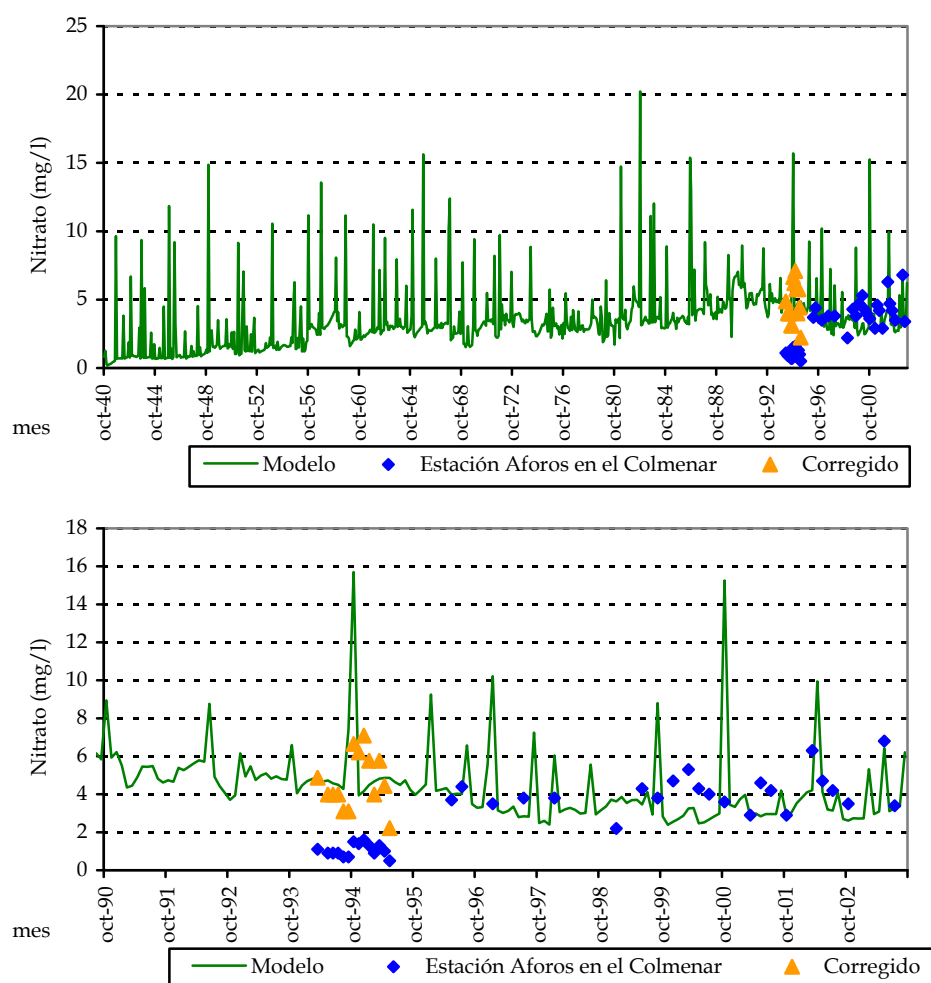 25
20
15
10
5
0
Nitrato (mg/l)
oct-40
oct-44
oct-48
oct-52
oct-56
oct-60
oct-64
oct-68
oct-72
oct-76
oct-80
oct-84
oct-88
oct-92
oct-96
oct-00
mes
Modelo Estación Aforos en el Colmenar Corregido
18
16
14
12
10
8
6
4
2
0
Nitrato (mg/l)
oct-90
oct-91
oct-92
oct-93
oct-94
oct-95
oct-96
oct-97
oct-98
oct-99
oct-00
oct-01
oct-02
mes
Modelo Estación Aforos en el Colmenar Corregido